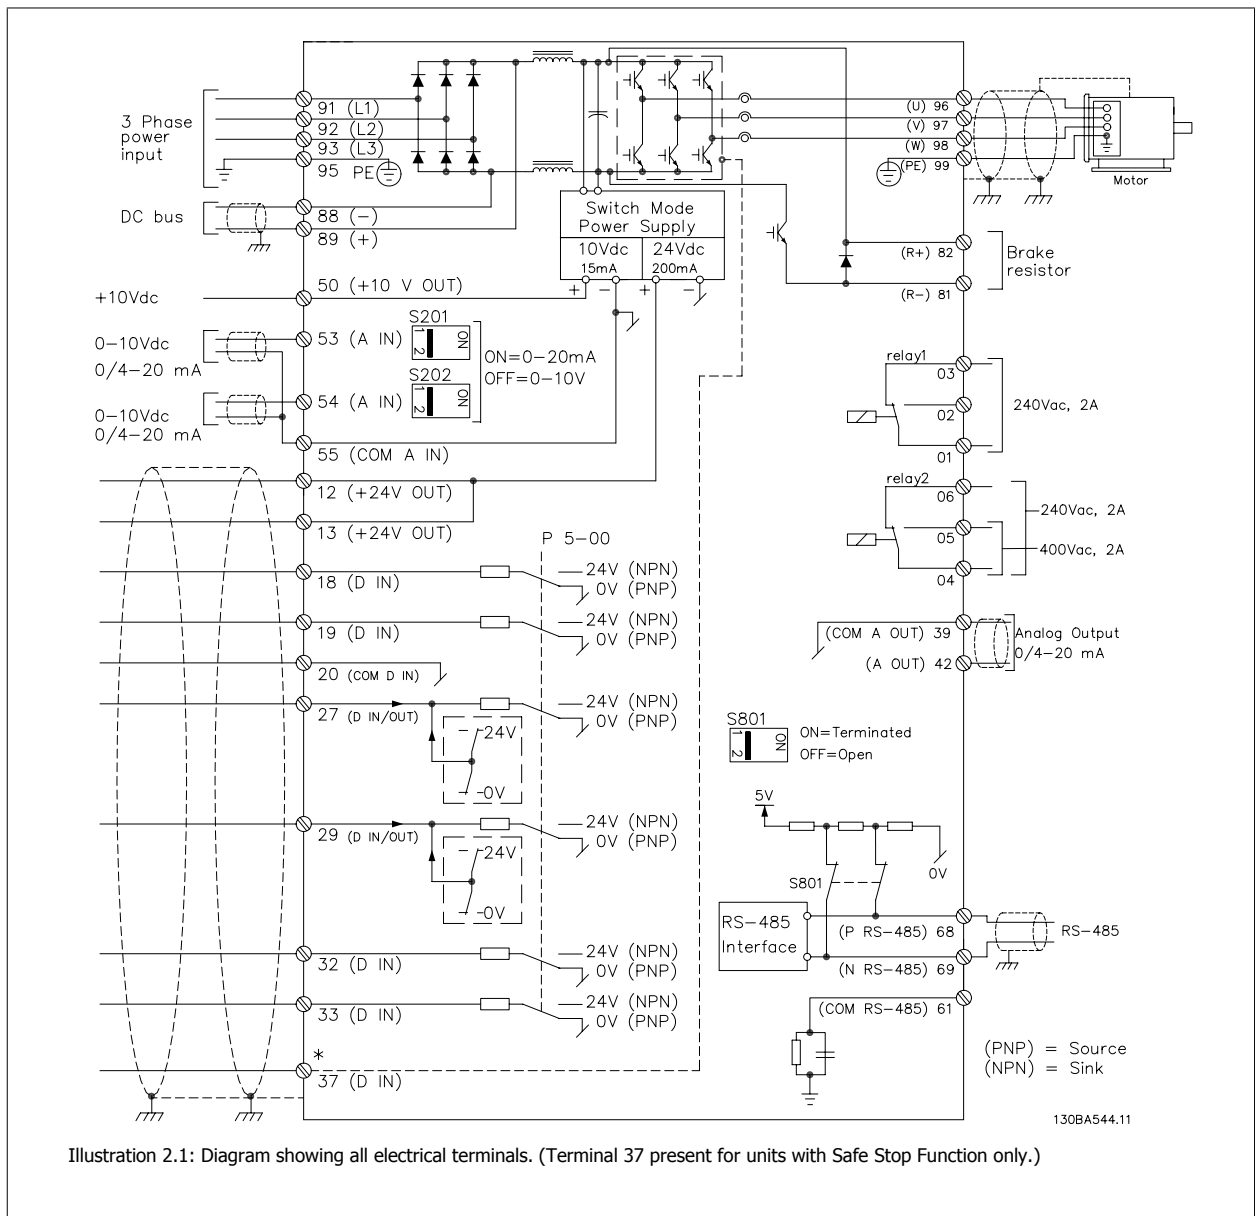 3 Phase
power
input
91 (L1)
92 (L2)
93 (L3)
95 PE
DC bus
88 (-)
89 (+)
+10Vdc
50 (+10 V OUT)
0-10Vdc
0/4-20 mA
53 (A IN)
S201
1
2
ON
ON=0-20mA
OFF=0-10V
S202
1
2
ON
0-10Vdc
0/4-20 mA
54 (A IN)
55 (COM A IN)
12 (+24V OUT)
13 (+24V OUT)
P 5-00
18 (D IN)
24V (NPN)
0V (PNP)
19 (D IN)
24V (NPN)
0V (PNP)
20 (COM D IN)
27 (D IN/OUT)
24V (NPN)
0V (PNP)
24V
0V
29 (D IN/OUT)
24V (NPN)
0V (PNP)
24V
0V
32 (D IN)
24V (NPN)
0V (PNP)
33 (D IN)
24V (NPN)
0V (PNP)
*
37 (D IN)
Switch Mode
Power Supply
10Vdc
15mA
24Vdc
200mA
+ - + -
(U) 96
(V) 97
(W) 98
(PE) 99
Motor
(R+) 82
(R-) 81
Brake
resistor
relay1
03
02
01
240Vac, 2A
relay2
06
05
04
240Vac, 2A
400Vac, 2A
(COM A OUT) 39
(A OUT) 42
Analog Output
0/4-20 mA
S801
1
2
ON
ON=Terminated
OFF=Open
5V
0V
S801
RS-485
Interface
(P RS-485) 68
(N RS-485) 69
(COM RS-485) 61
RS-485
(PNP) = Source
(NPN) = Sink
130BA544.11
Illustration 2.1: Diagram showing all electrical terminals. (Terminal 37 present for units with Safe Stop Function only.)